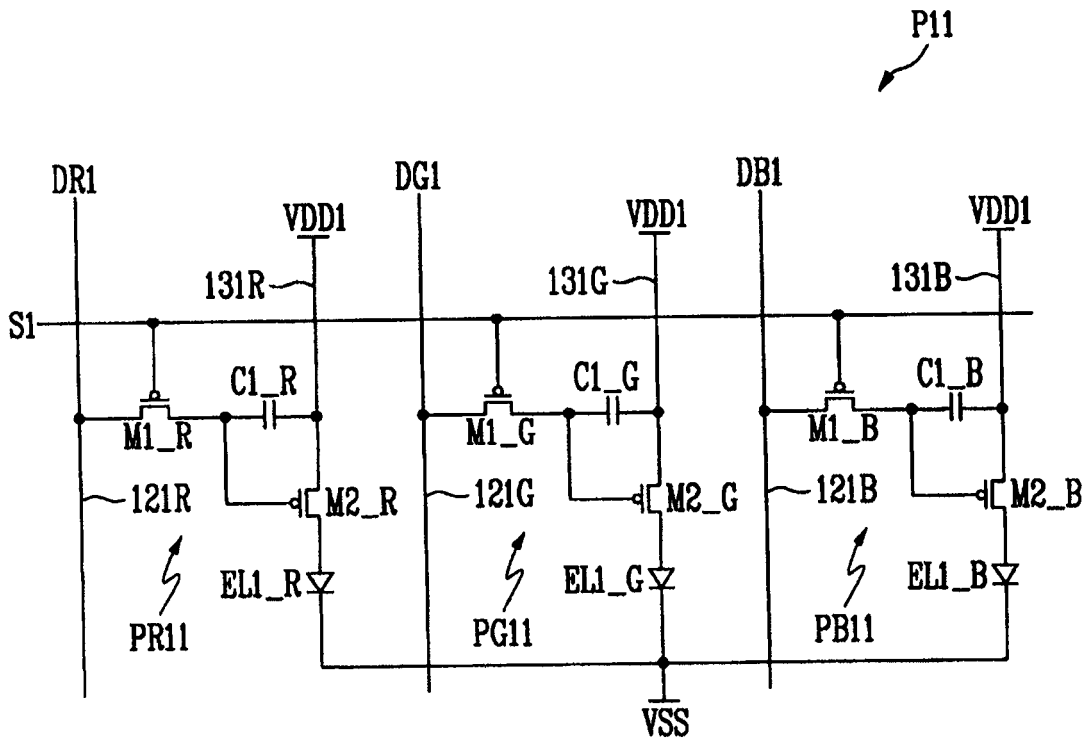 P11
DR1
DG1
DB1
VDD1
VDD1
VDD1
131R
131G
131B
S1
C1_R
C1_G
C1_B
M1_R
M1_G
M1_B
121R
M2_R
121G
M2_G
121B
M2_B
EL1_R
EL1_G
EL1_B
PR11
PG11
PB11
VSS